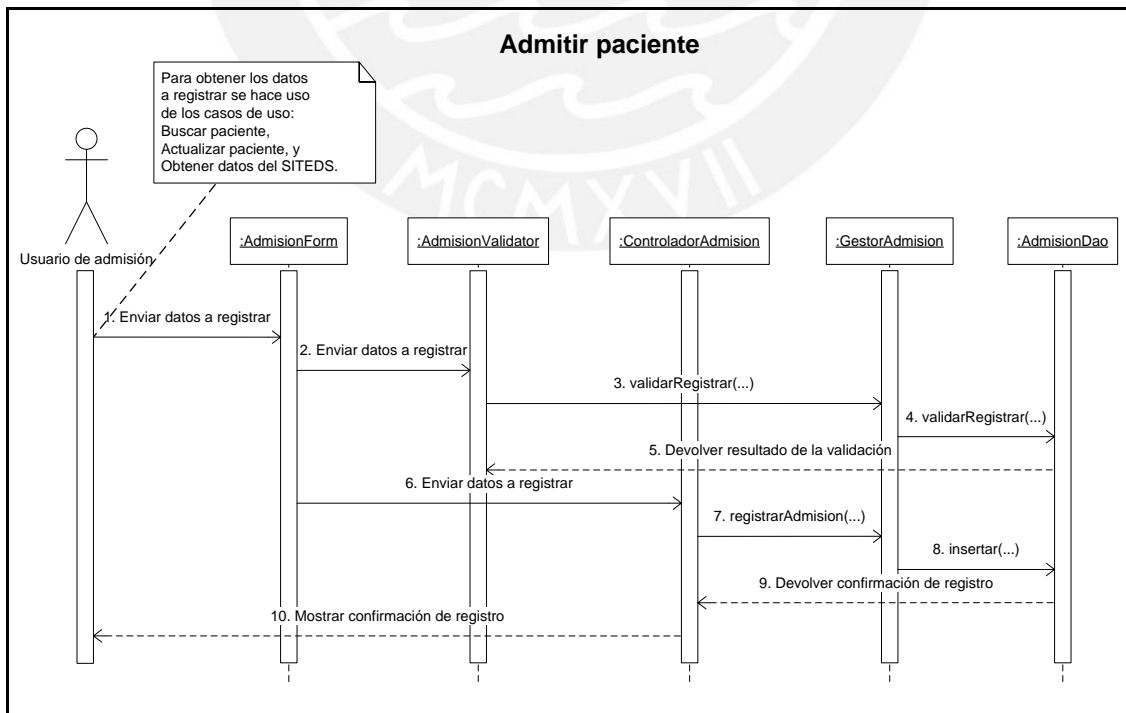 Admitir paciente
Para obtener los datos
a registrar se hace uso
de los casos de uso:
Buscar paciente,
Actualizar paciente, y
Obtener datos del SITEDS.
MCMXVII
Usuario de admisión
:AdmisionForm
:AdmisionValidator
:ControladorAdmision
:GestorAdmision
:AdmisionDao
1. Enviar datos a registrar
2. Enviar datos a registrar
3. validarRegistrar(...)
4. validarRegistrar(...)
5. Devolver resultado de la validación
6. Enviar datos a registrar
7. registrarAdmision(...)
8. insertar(...)
9. Devolver confirmación de registro
10. Mostrar confirmación de registro